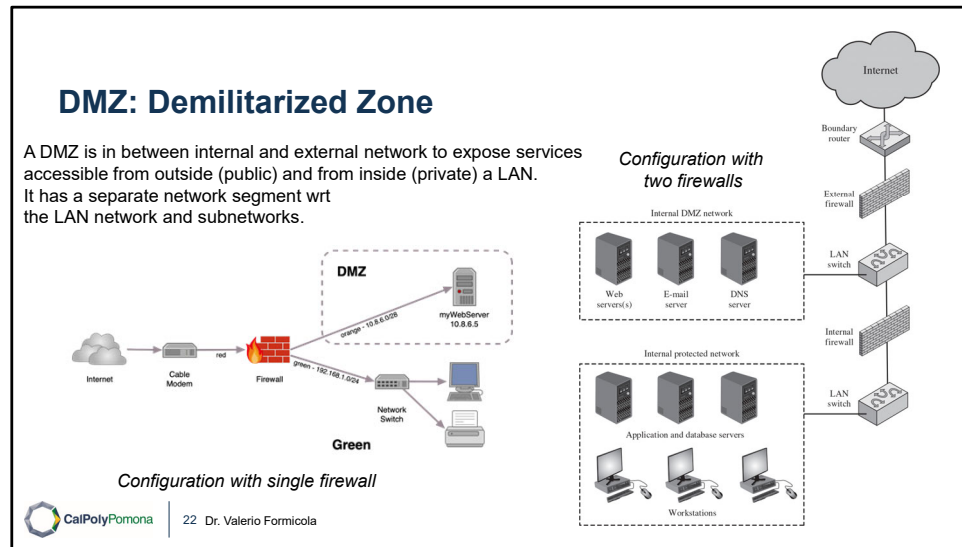 DMZ: Demilitarized Zone
A DMZ is in between internal and external network to expose services
accessible from outside (public) and from inside (private) a LAN.
It has a separate network segment wrt
the LAN network and subnetworks.
DMZ
myWebServer
10.8.6.5
orange - 10.8.6.0/28
Internet
Cable
Modem
red
Firewall
green - 192.168.1.0/24
Network
Switch
Green
Configuration with single firewall
Configuration with
two firewalls
Internet
Boundary
router
External
firewall
Internal DMZ network
Web
servers(s)
E-mail
server
DNS
server
LAN
switch
Internal
firewall
Internal protected network
Application and database servers
LAN
switch
Workstations
CalPolyPomona
22 Dr. Valerio Formicola